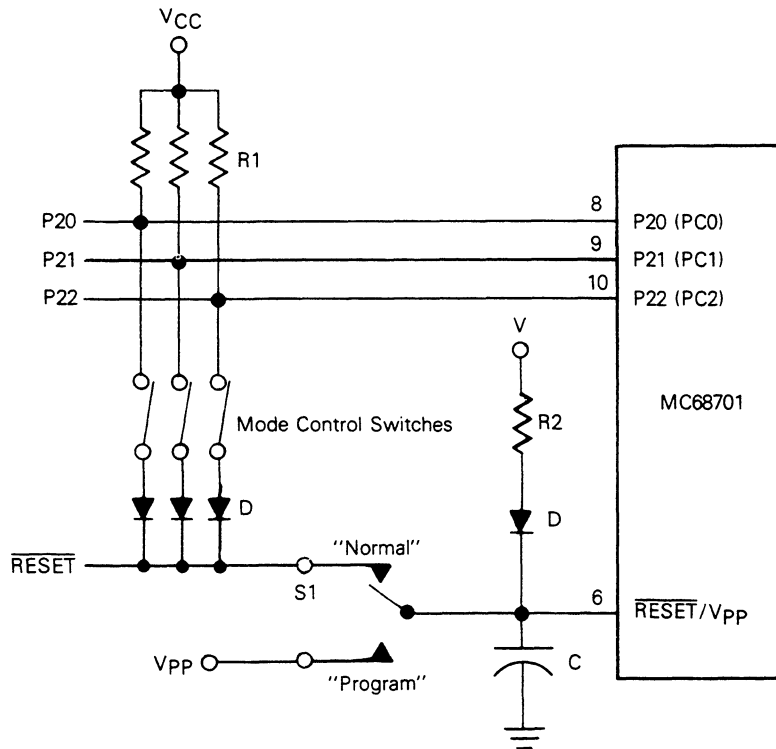 VCC
R1
P20
8
P20 (PC0)
P21
9
P21 (PC1)
P22
10
P22 (PC2)
V
MC68701
R2
Mode Control Switches
D
D
"Normal"
RESET
S1
6
RESET/VPP
VPP
"Program"
C